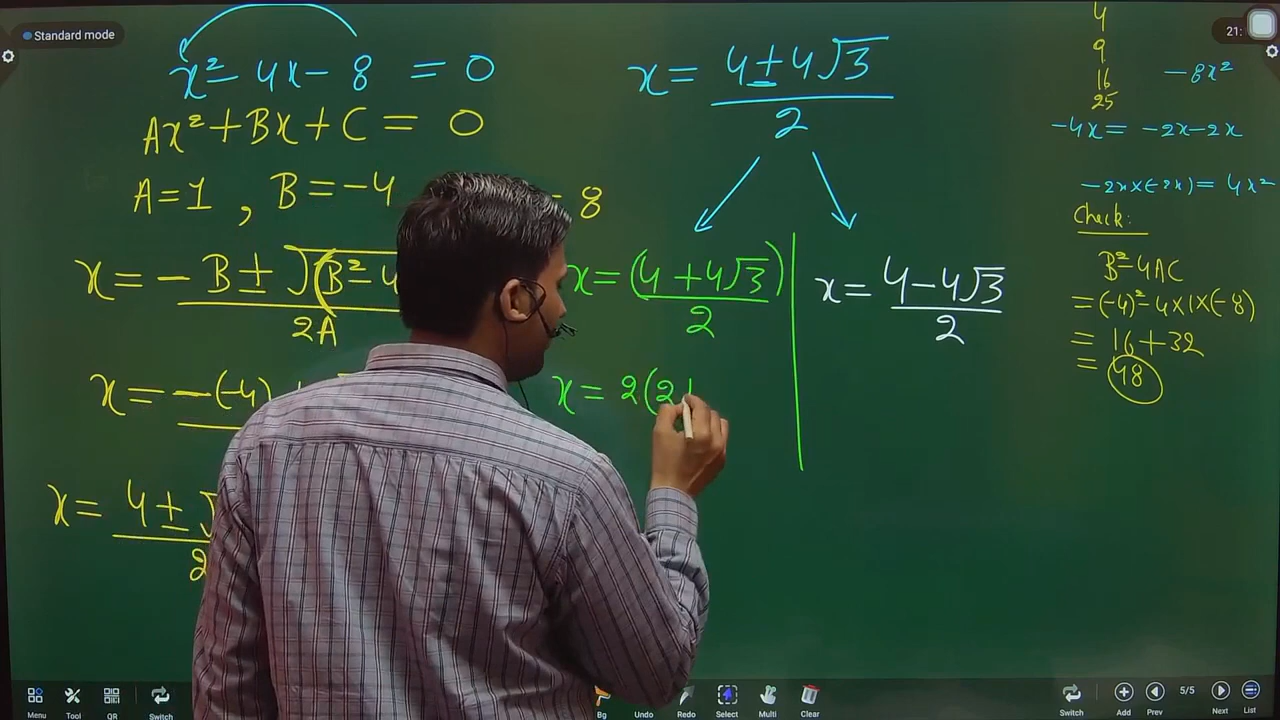 Standard mode
21:
x² - 4x - 8 = 0
Ax² + Bx + C = 0
A = 1 , B = -4
- 8
x = - B ± √(B² - 4
2A
x = -(-4)
x = 4 ± √
2
x = 4 ± 4√3
2
x = (4 + 4√3)
2
x = 2(2
x = 4 - 4√3
2
4
9
16
25
- 8x²
-4x = -2x - 2x
-2x×(-2x) = 4x²
Check:
B² - 4AC
= (-4)² - 4×1×(-8)
= 16 + 32
= 48
Menu Tool QR Switch Bg Undo Redo Select Multi Clear Switch Add Prev 5/5 Next List